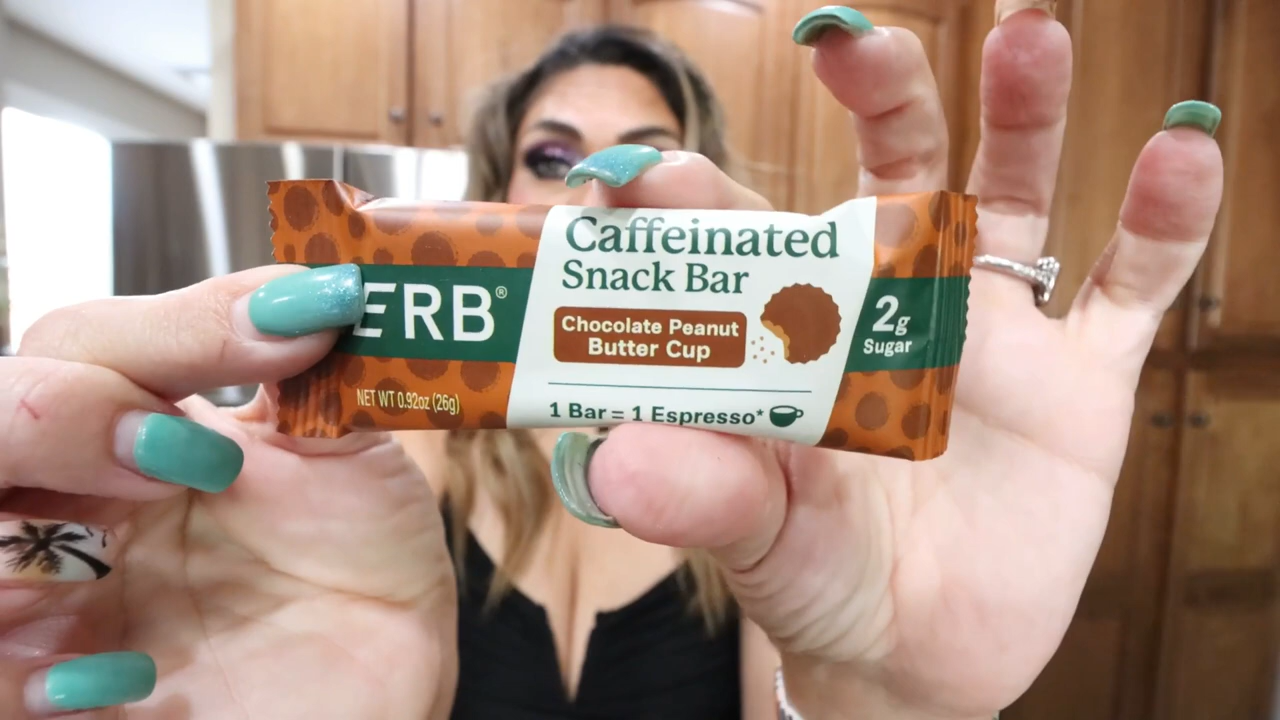 ERB®
NET WT 0.92oz (26g)
Caffeinated
Snack Bar
Chocolate Peanut
Butter Cup
1 Bar = 1 Espresso*
2g
Sugar